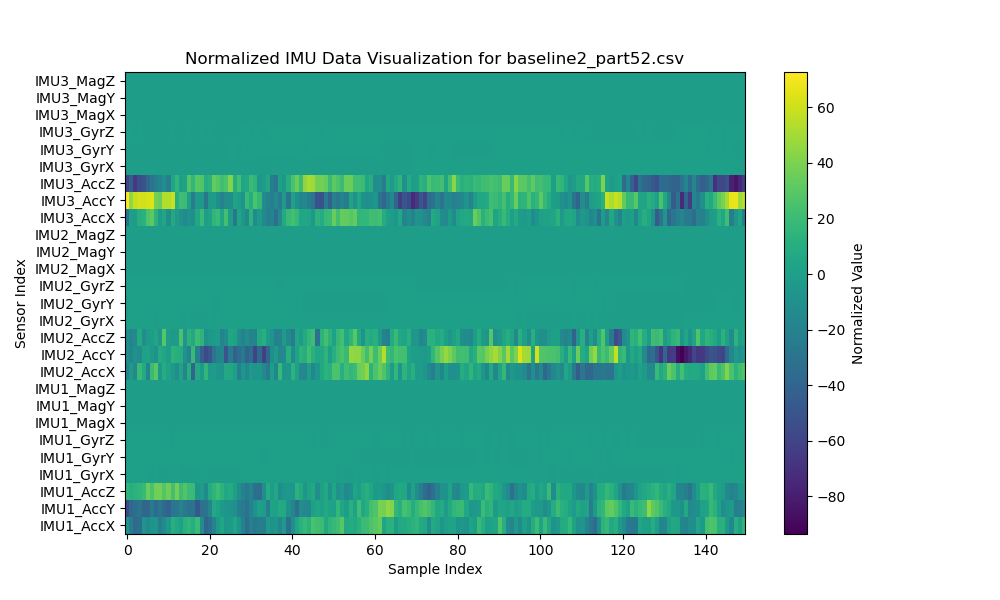 Normalized IMU Data Visualization for baseline2_part52.csv
IMU3_MagZ
IMU3_MagY
IMU3_MagX
IMU3_GyrZ
IMU3_GyrY
IMU3_GyrX
IMU3_AccZ
IMU3_AccY
IMU3_AccX
IMU2_MagZ
IMU2_MagY
IMU2_MagX
IMU2_GyrZ
IMU2_GyrY
IMU2_GyrX
IMU2_AccZ
IMU2_AccY
IMU2_AccX
IMU1_MagZ
IMU1_MagY
IMU1_MagX
IMU1_GyrZ
IMU1_GyrY
IMU1_GyrX
IMU1_AccZ
IMU1_AccY
IMU1_AccX
Sensor Index
0 20 40 60 80 100 120 140
Sample Index
60
40
20
0
−20
−40
−60
−80
Normalized Value